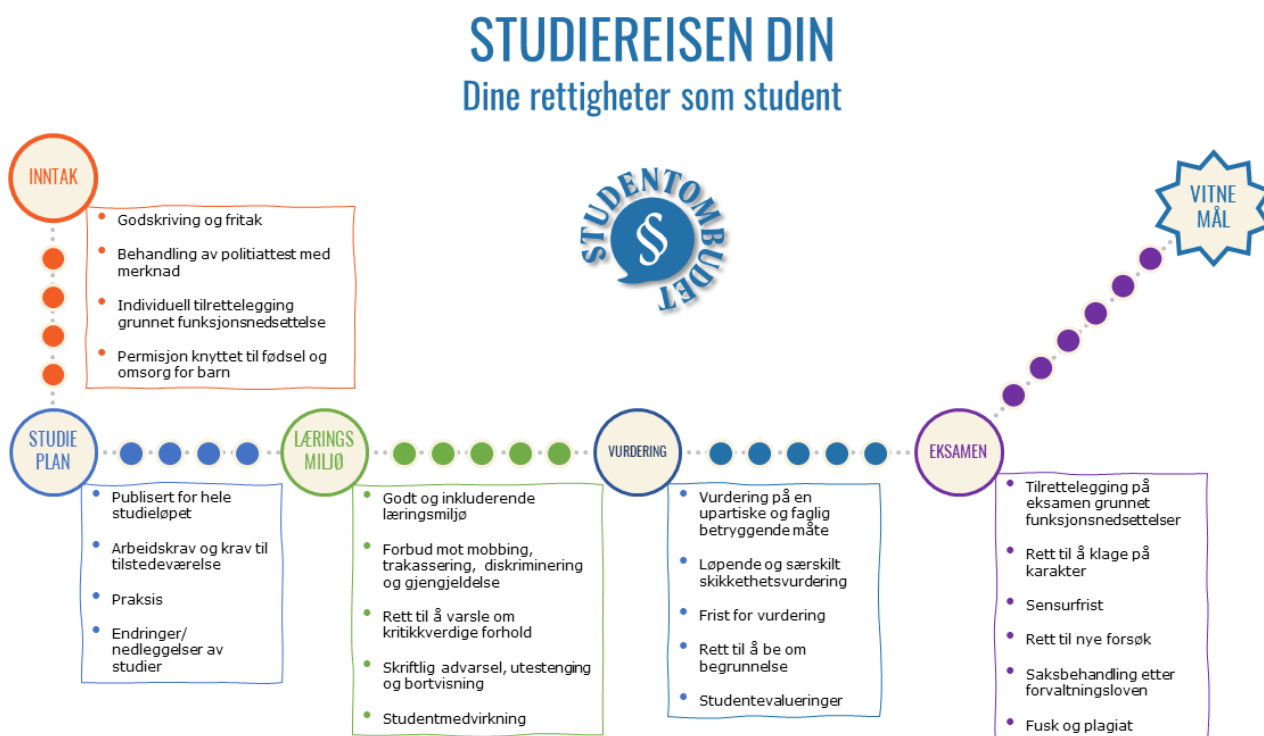 STUDIEREISEN DIN
Dine rettigheter som student
INNTAK
Godskriving og fritak
Behandling av politiattest med
merknad
Individuell tilrettelegging
grunnet funksjonsnedsettelse
Permisjon knyttet til fødsel og
omsorg for barn
STUDENTOMBUDET
§
VITNE
MÅL
STUDIE
PLAN
Publisert for hele
studieløpet
Arbeidskrav og krav til
tilstedeværelse
Praksis
Endringer/
nedleggelser av
studier
LÆRINGS
MILJØ
Godt og inkluderende
læringsmiljø
Forbud mot mobbing,
trakassering, diskriminering
og gjengjeldelse
Rett til å varsle om
kritikkverdige forhold
Skriftlig advarsel, utestenging
og bortvisning
Studentmedvirkning
VURDERING
Vurdering på en
upartiske og faglig
betryggende måte
Løpende og særskilt
skikkethetsvurdering
Frist for vurdering
Rett til å be om
begrunnelse
Studentevalueringer
EKSAMEN
Tilrettelegging på
eksamen grunnet
funksjonsnedsettelser
Rett til å klage på
karakter
Sensurfrist
Rett til nye forsøk
Saksbehandling etter
forvaltningsloven
Fusk og plagiat